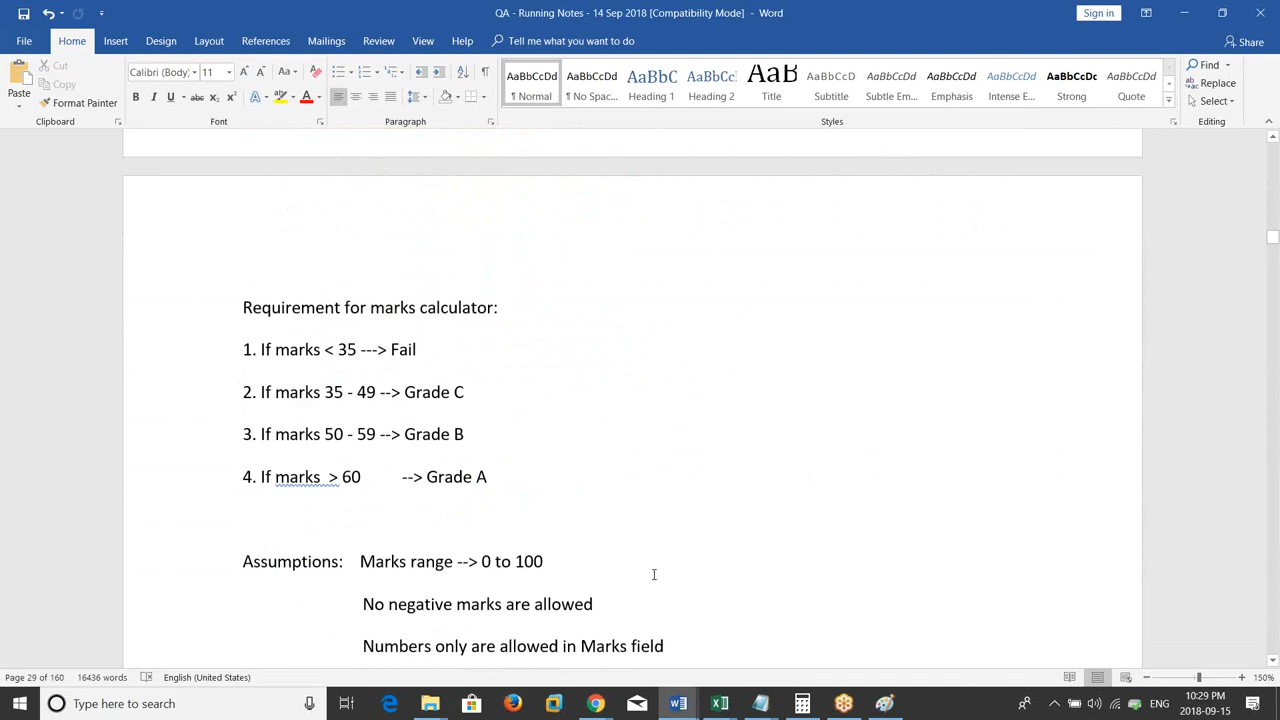 QA - Running Notes - 14 Sep 2018 [Compatibility Mode] - Word
Sign in
File Home Insert Design Layout References Mailings Review View Help Tell me what you want to do Share
Paste
Cut
Copy
Format Painter
Clipboard
Calibri (Body) 11
Font
Paragraph
AaBbCcDd AaBbCcDd AaBbC AaBbCc AaB AaBbCcD AaBbCcDd AaBbCcDd AaBbCcDd AaBbCcDc AaBbCcDd
¶ Normal ¶ No Spac... Heading 1 Heading 2 Title Subtitle Subtle Em... Emphasis Intense E... Strong Quote
Styles
Find
Replace
Select
Editing
Requirement for marks calculator:
1. If marks < 35 ---> Fail
2. If marks 35 - 49 --> Grade C
3. If marks 50 - 59 --> Grade B
4. If marks > 60 --> Grade A
Assumptions: Marks range --> 0 to 100
No negative marks are allowed
Numbers only are allowed in Marks field
Page 29 of 160 16436 words English (United States) 150%
Type here to search
10:29 PM
2018-09-15